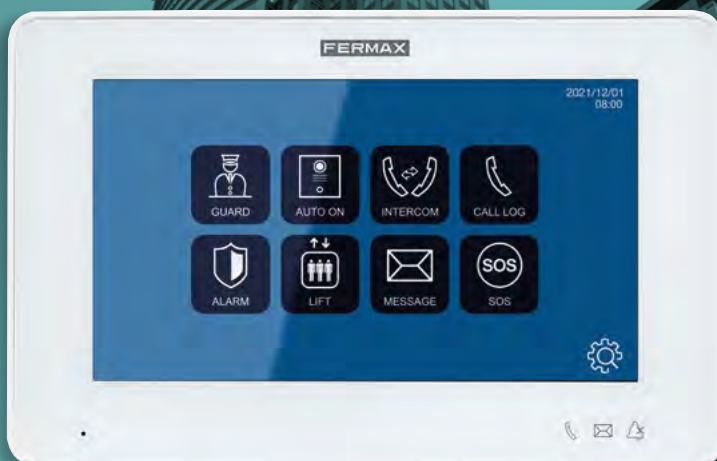 FERMAX
2021/12/01
08:00
GUARD
AUTO ON
INTERCOM
CALL LOG
ALARM
LIFT
MESSAGE
SOS
SOS